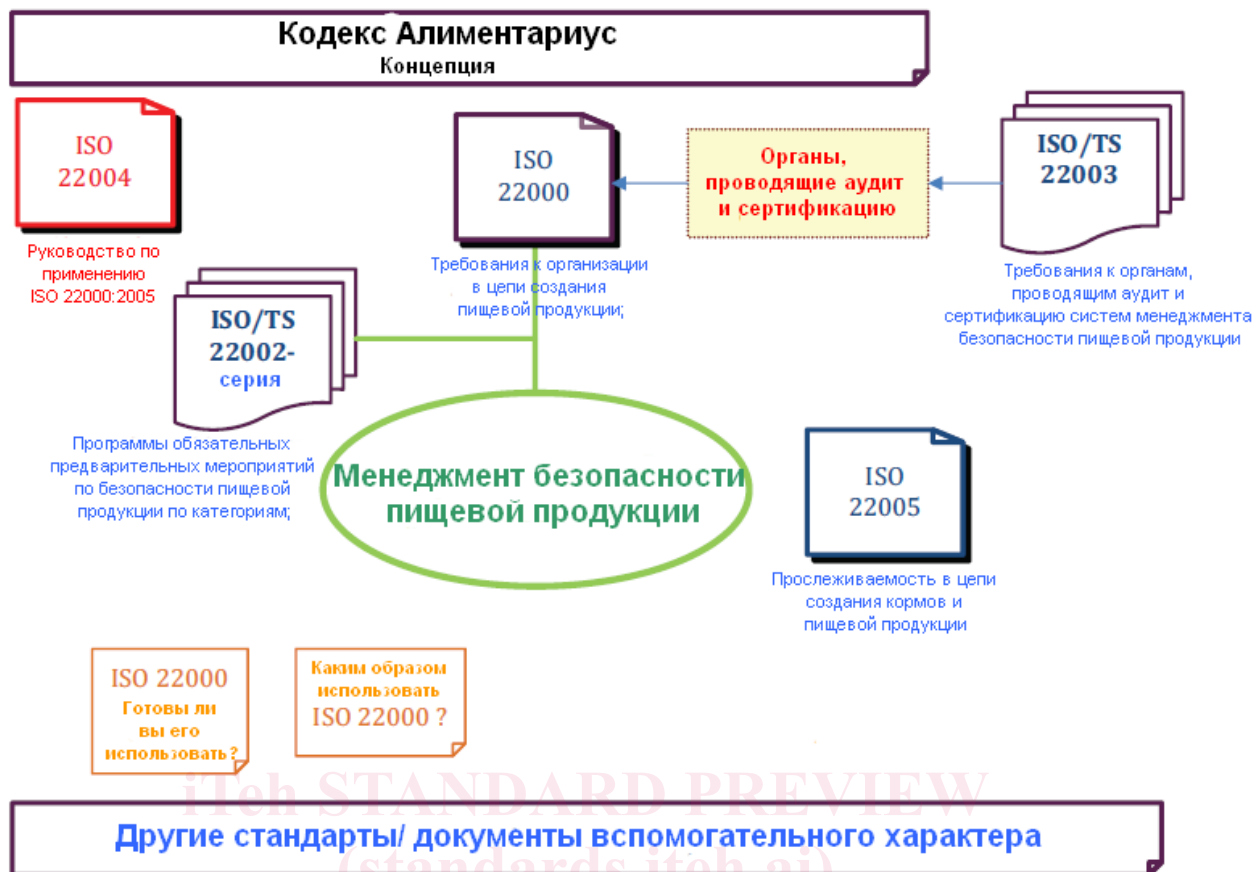 Кодекс Алиментариус
Концепция
ISO
22004
Руководство по
применению
ISO 22000:2005
ISO
22000
Требования к организации
в цепи создания
пищевой продукции;
Органы,
проводящие аудит
и сертификацию
ISO/TS
22003
Требования к органам,
проводящим аудит и
сертификацию систем менеджмента
безопасности пищевой продукции
ISO/TS
22002-
серия
Программы обязательных
предварительных мероприятий
по безопасности пищевой
продукции по категориям;
Менеджмент безопасности
пищевой продукции
ISO
22005
Прослеживаемость в цепи
создания кормов и
пищевой продукции
ISO 22000
Готовы ли
вы его
использовать?
Каким образом
использовать
ISO 22000 ?
iTeh STANDARD PREVIEW
Другие стандарты/ документы вспомогательного характера
(standards.iteh.ai)